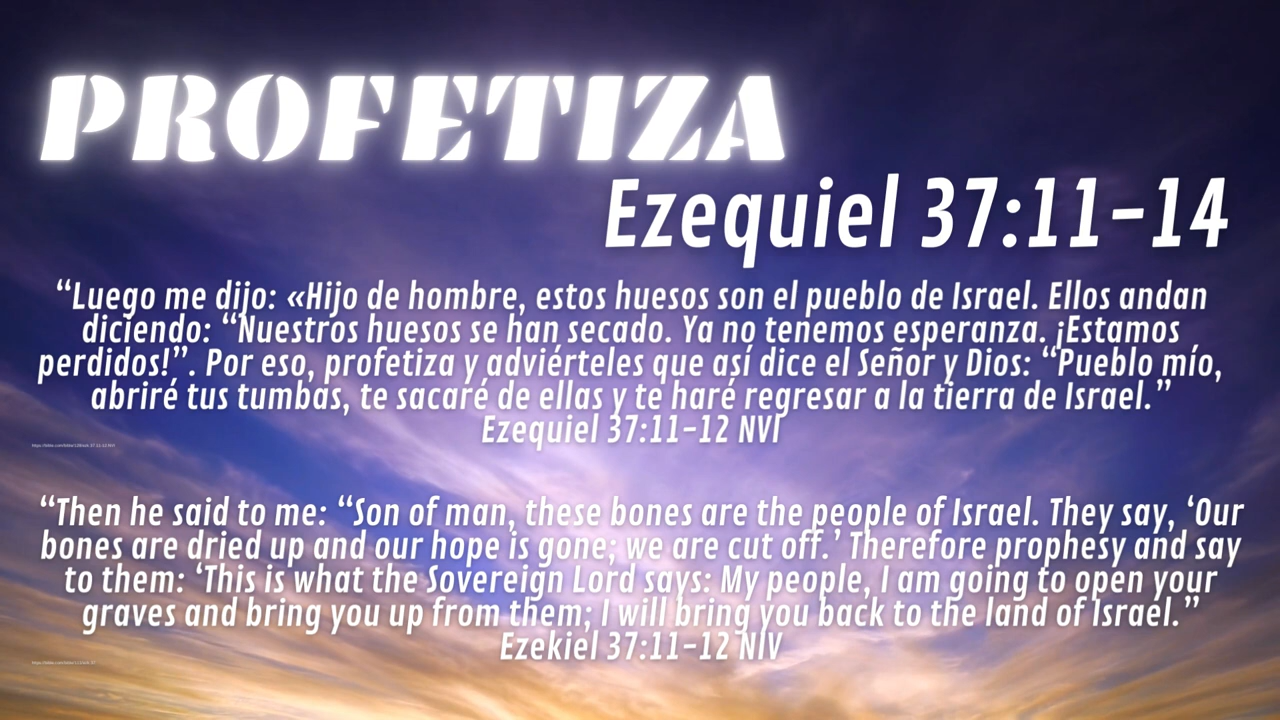 PROFETIZA
Ezequiel 37:11-14
“Luego me dijo: «Hijo de hombre, estos huesos son el pueblo de Israel. Ellos andan
diciendo: “Nuestros huesos se han secado. Ya no tenemos esperanza. ¡Estamos
perdidos!”. Por eso, profetiza y adviérteles que así dice el Señor y Dios: “Pueblo mío,
abriré tus tumbas, te sacaré de ellas y te haré regresar a la tierra de Israel.”
Ezequiel 37:11-12 NVI
“Then he said to me: “Son of man, these bones are the people of Israel. They say, ‘Our
bones are dried up and our hope is gone; we are cut off.’ Therefore prophesy and say
to them: ‘This is what the Sovereign Lord says: My people, I am going to open your
graves and bring you up from them; I will bring you back to the land of Israel.”
Ezekiel 37:11-12 NIV